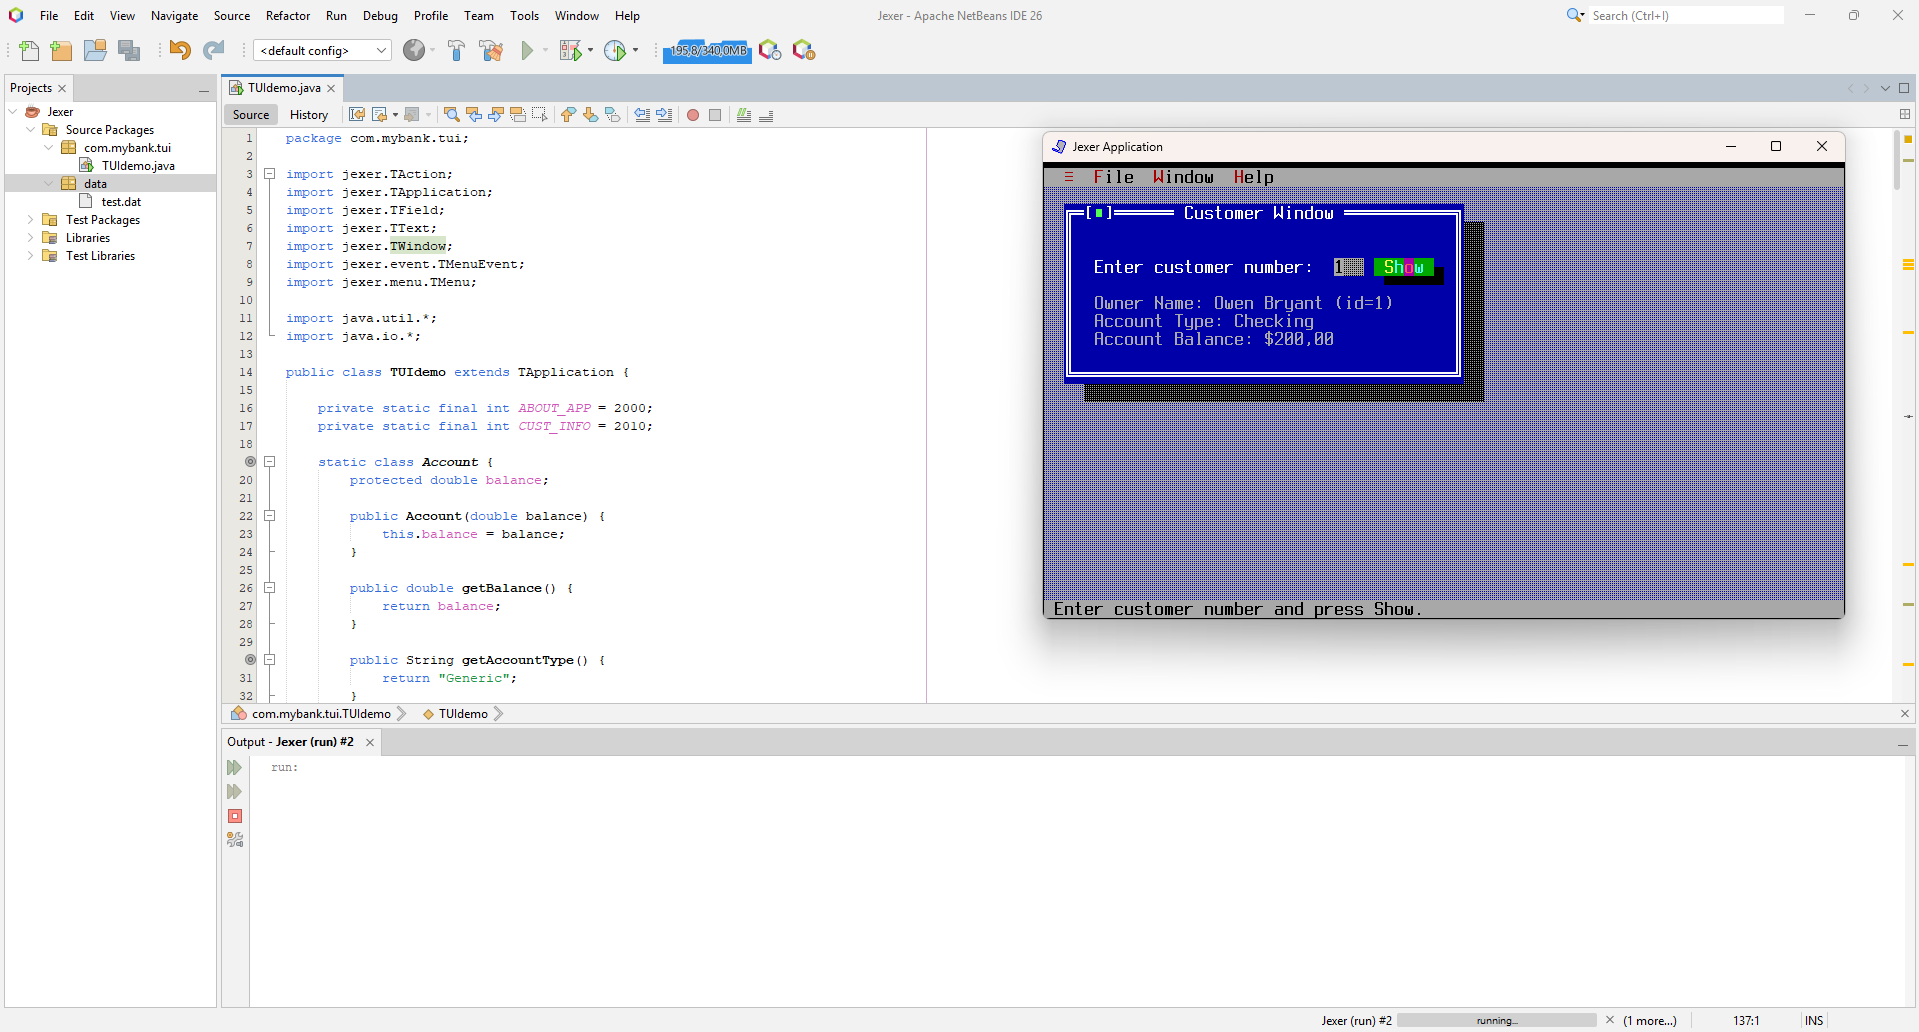 File Edit View Navigate Source Refactor Run Debug Profile Team Tools Window Help
Jexer - Apache NetBeans IDE 26
Search (Ctrl+I)
<default config>
195,8/340,0MB
Projects
Jexer
Source Packages
com.mybank.tui
TUIdemo.java
data
test.dat
Test Packages
Libraries
Test Libraries
TUIdemo.java
Source History
1 package com.mybank.tui;
2
3 import jexer.TAction;
4 import jexer.TApplication;
5 import jexer.TField;
6 import jexer.TText;
7 import jexer.TWindow;
8 import jexer.event.TMenuEvent;
9 import jexer.menu.TMenu;
10
11 import java.util.*;
12 import java.io.*;
13
14 public class TUIdemo extends TApplication {
15
16 private static final int ABOUT_APP = 2000;
17 private static final int CUST_INFO = 2010;
18
static class Account {
20 protected double balance;
21
22 public Account(double balance) {
23 this.balance = balance;
24 }
25
26 public double getBalance() {
27 return balance;
28 }
29
public String getAccountType() {
31 return "Generic";
32 }
com.mybank.tui.TUIdemo TUIdemo
Jexer Application
File Window Help
Customer Window
Enter customer number: 1 Show
Owner Name: Owen Bryant (id=1)
Account Type: Checking
Account Balance: $200,00
Enter customer number and press Show.
Output - Jexer (run) #2
run:
Jexer (run) #2 running... (1 more...) 137:1 INS